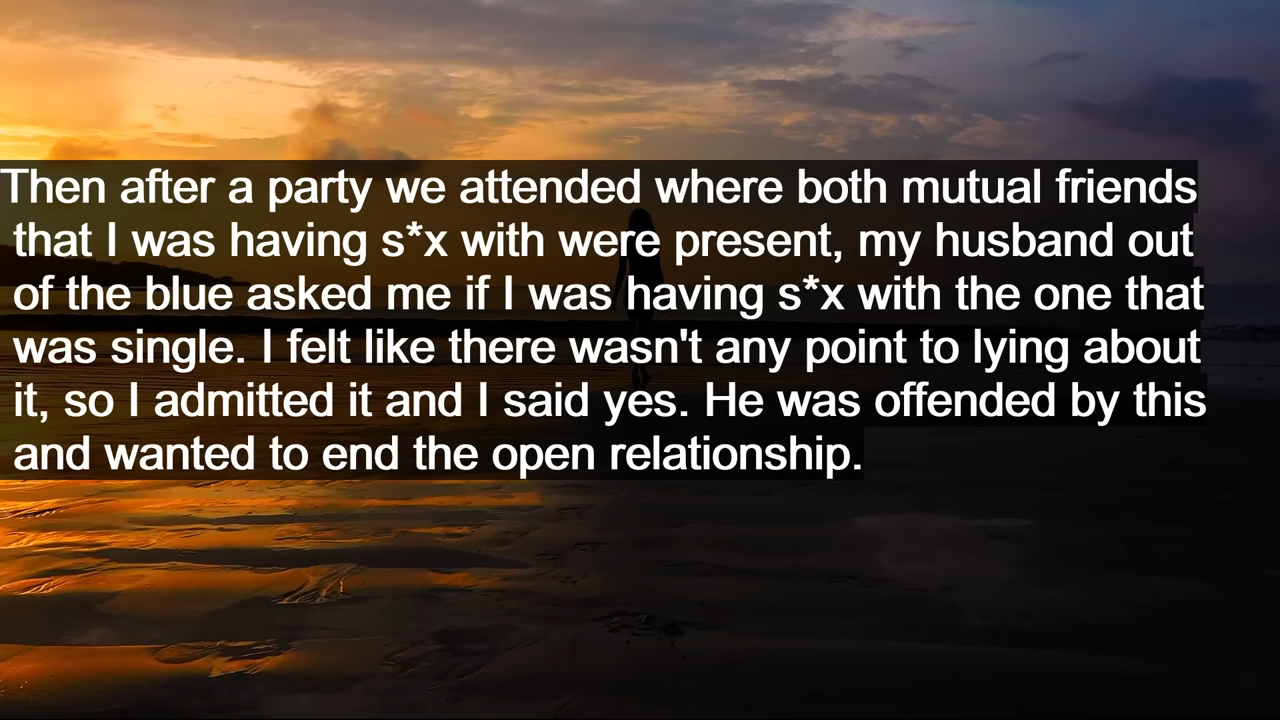 Then after a party we attended where both mutual friends
that I was having s*x with were present, my husband out
of the blue asked me if I was having s*x with the one that
was single. I felt like there wasn't any point to lying about
it, so I admitted it and I said yes. He was offended by this
and wanted to end the open relationship.